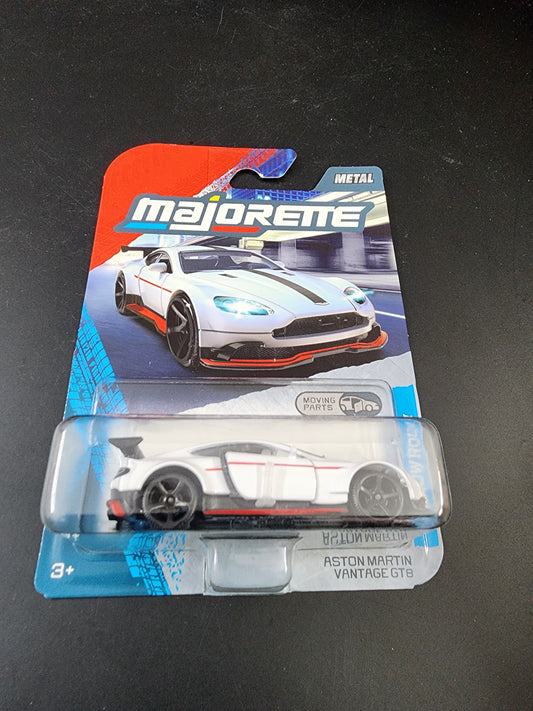 METAL
majORETTE
MOVING
PARTS
ASTON MARTIN
VANTAGE GT8
3+